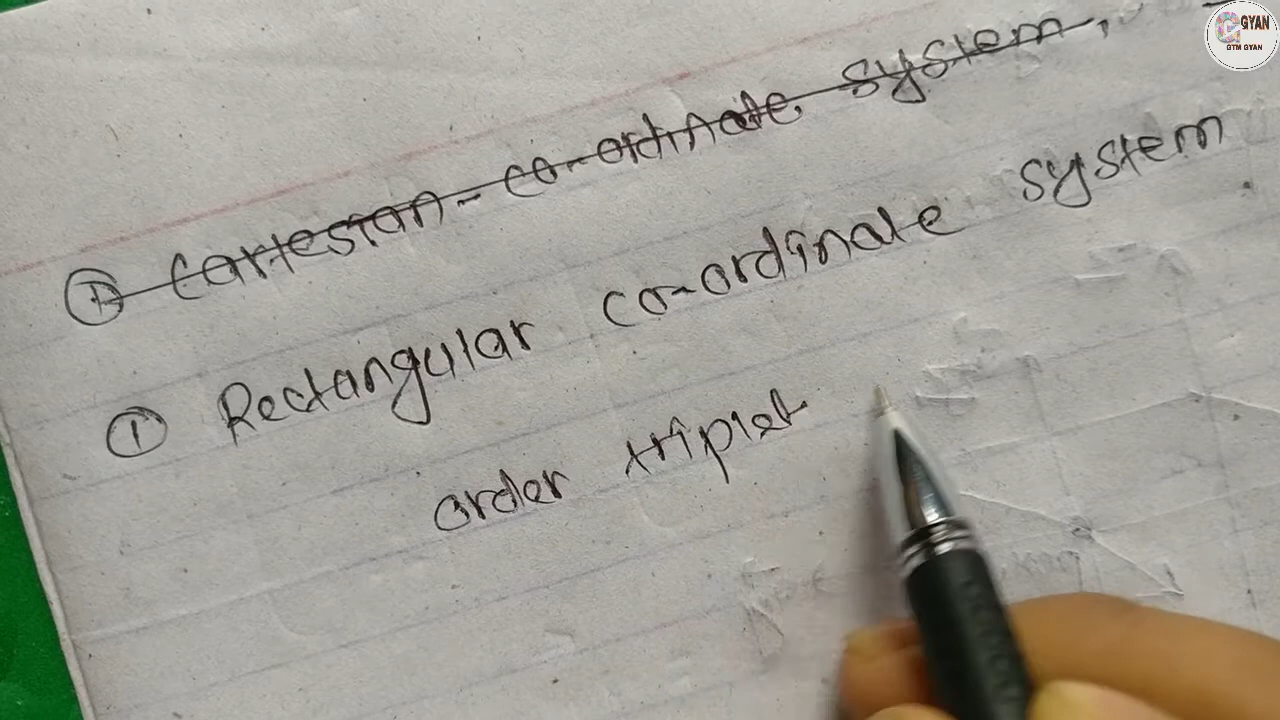 GYAN
GTM GYAN
① Cartesian-co-ordinate system,
① Rectangular co-ordinate system
order triplet